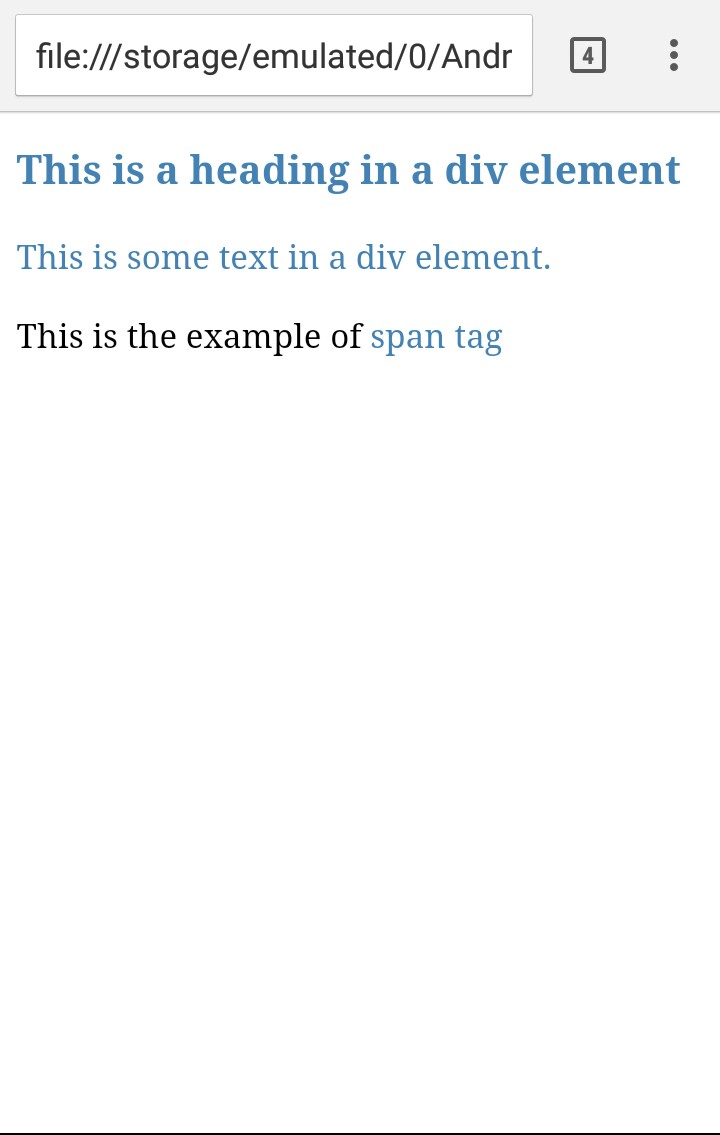 file:///storage/emulated/0/Andr 4
This is a heading in a div element
This is some text in a div element.
This is the example of span tag